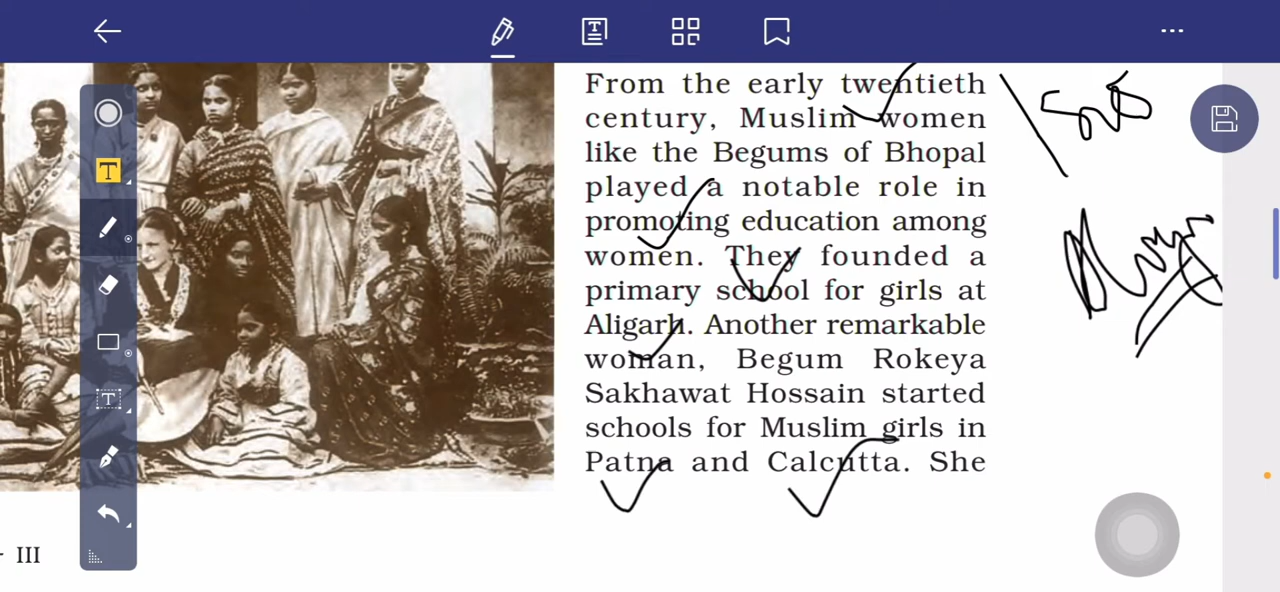 From the early twentieth
century, Muslim women
like the Begums of Bhopal
played a notable role in
promoting education among
women. They founded a
primary school for girls at
Aligarh. Another remarkable
woman, Begum Rokeya
Sakhawat Hossain started
schools for Muslim girls in
Patna and Calcutta. She
- III